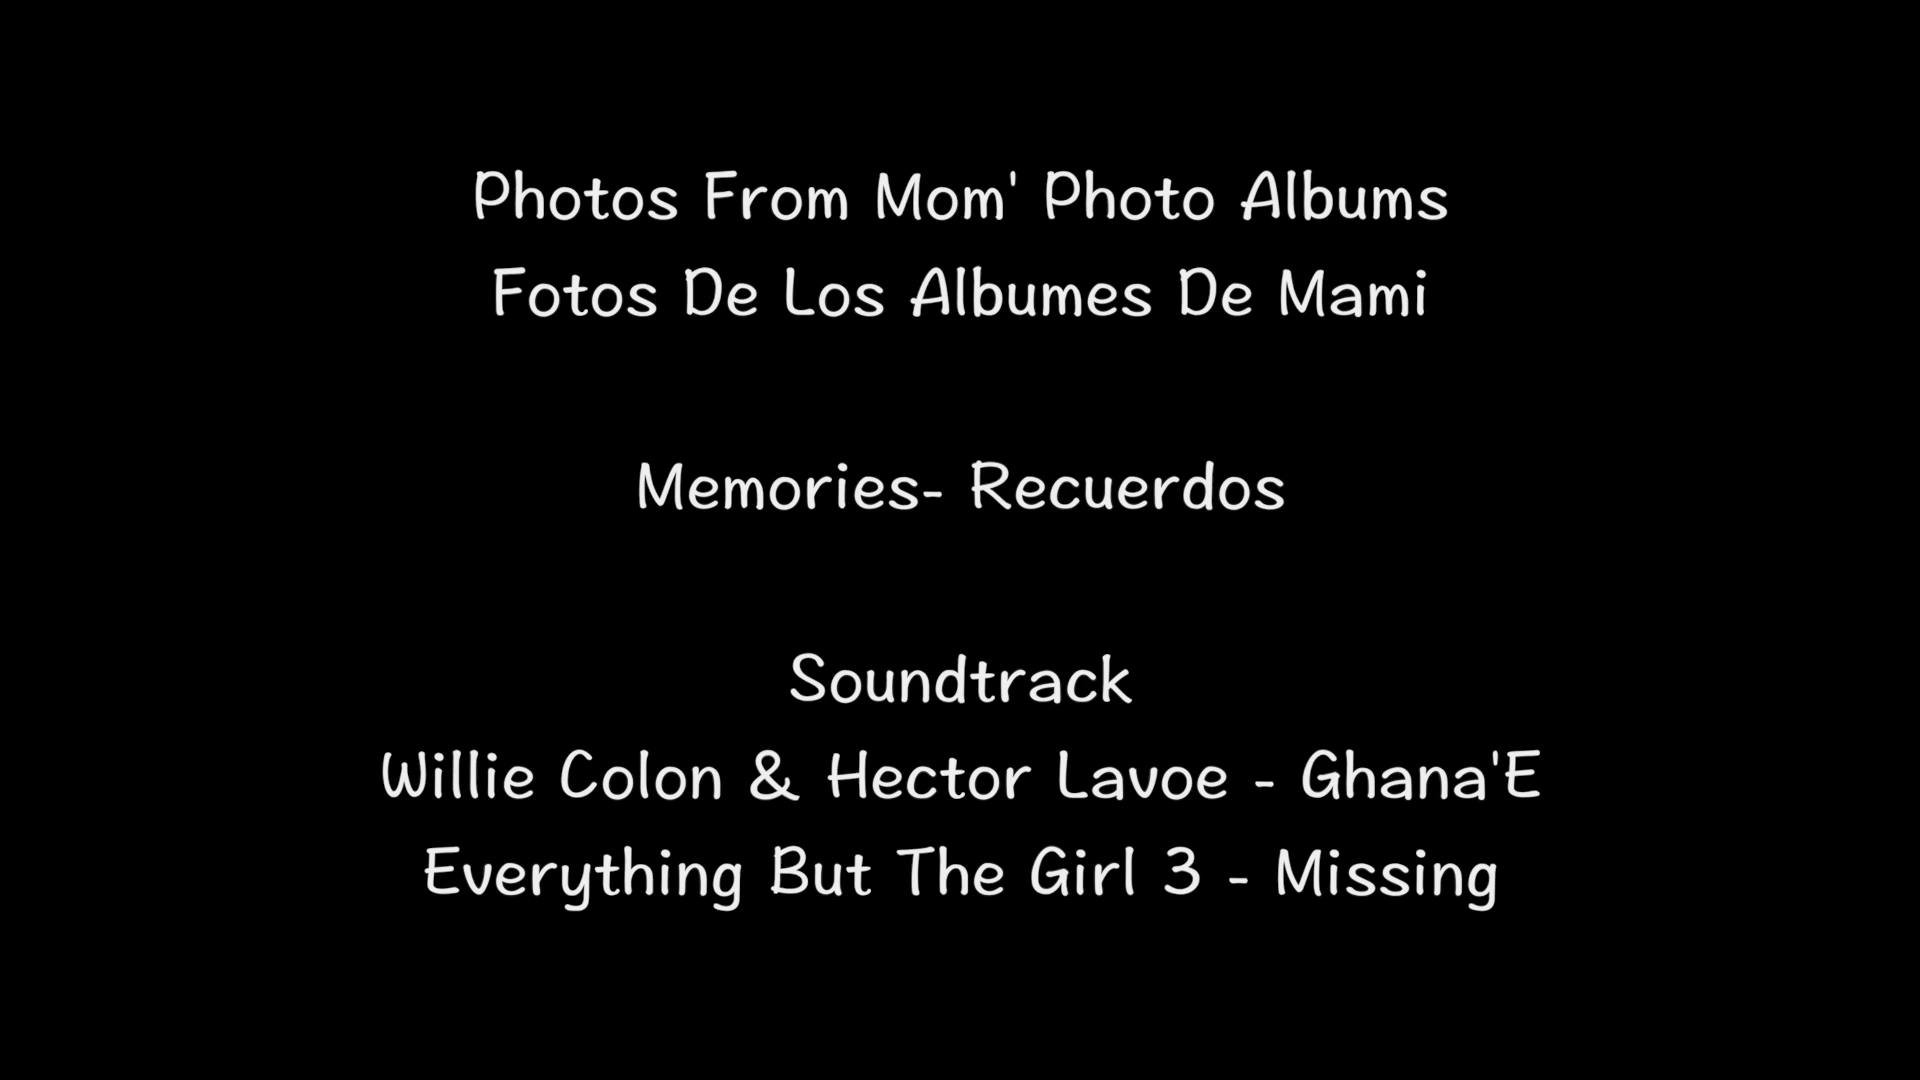 Photos From Mom' Photo Albums
Fotos De Los Albumes De Mami
Memories- Recuerdos
Soundtrack
Willie Colon & Hector Lavoe - Ghana'E
Everything But The Girl 3 - Missing